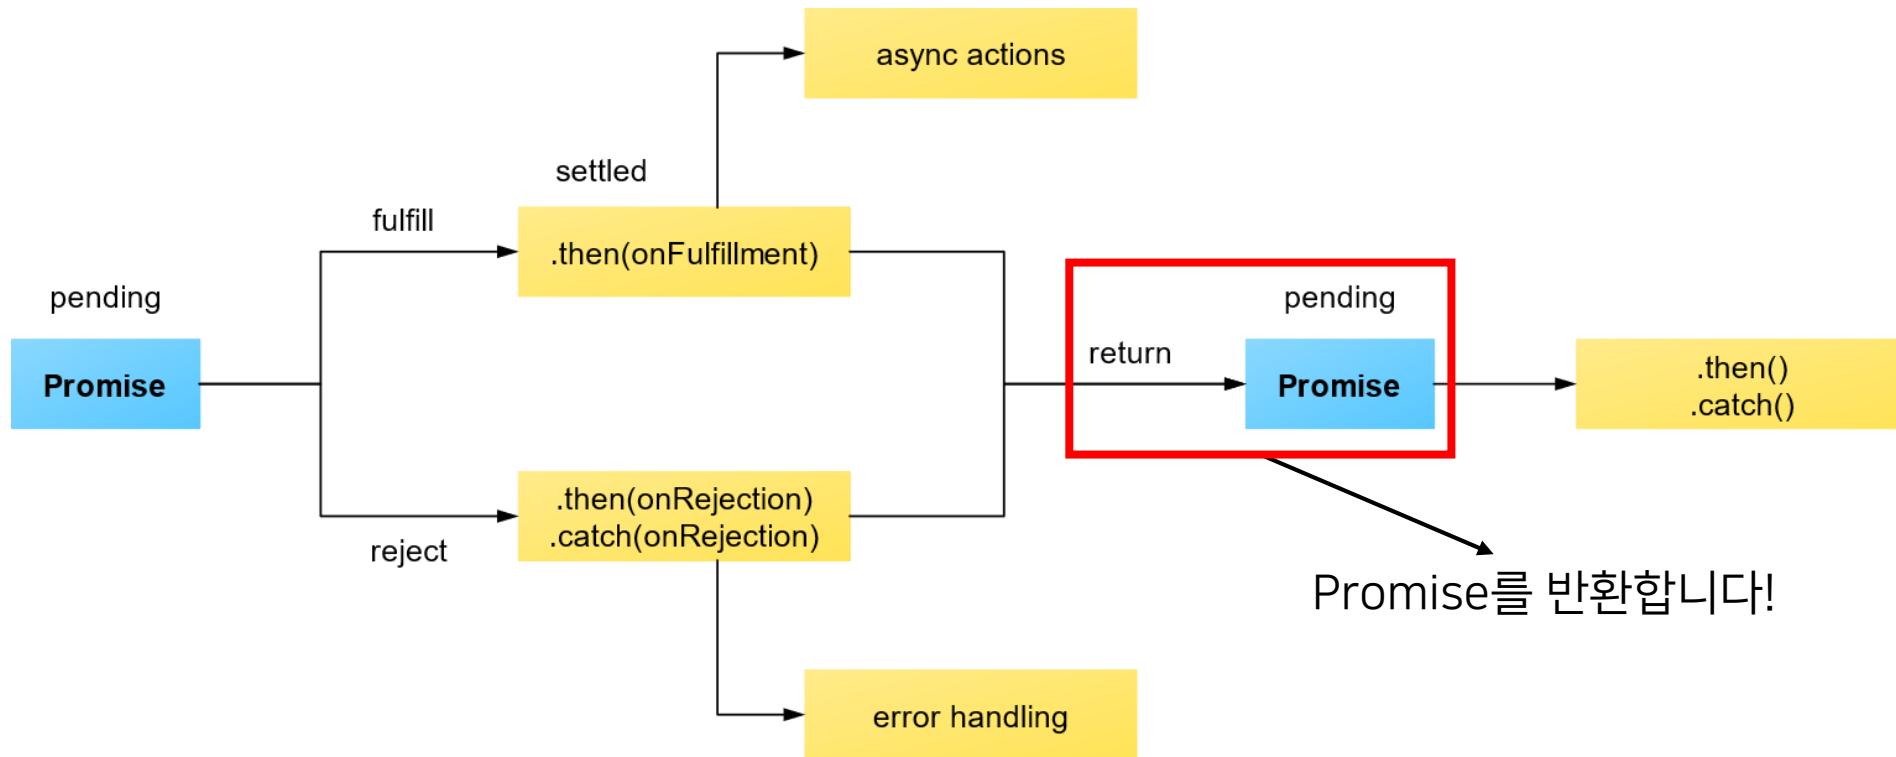 async actions
settled
fulfill
.then(onFulfillment)
pending
Promise
reject
.then(onRejection)
.catch(onRejection)
error handling
return
pending
Promise
.then()
.catch()
Promise를 반환합니다!